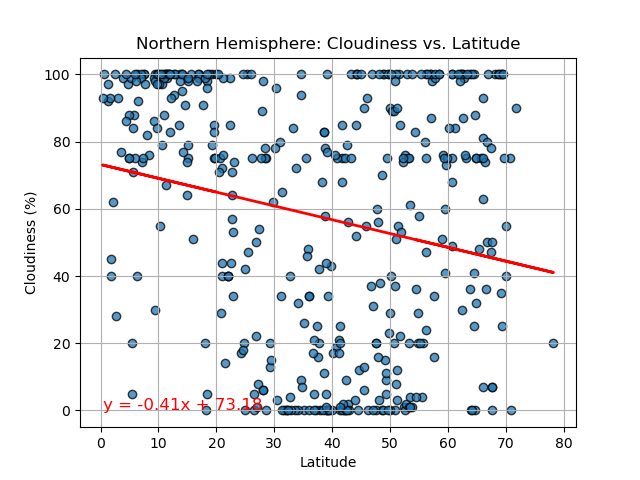 Northern Hemisphere: Cloudiness vs. Latitude
100
80
60
40
20
0
Cloudiness (%)
y = -0.41x + 73.18
0 10 20 30 40 50 60 70 80
Latitude